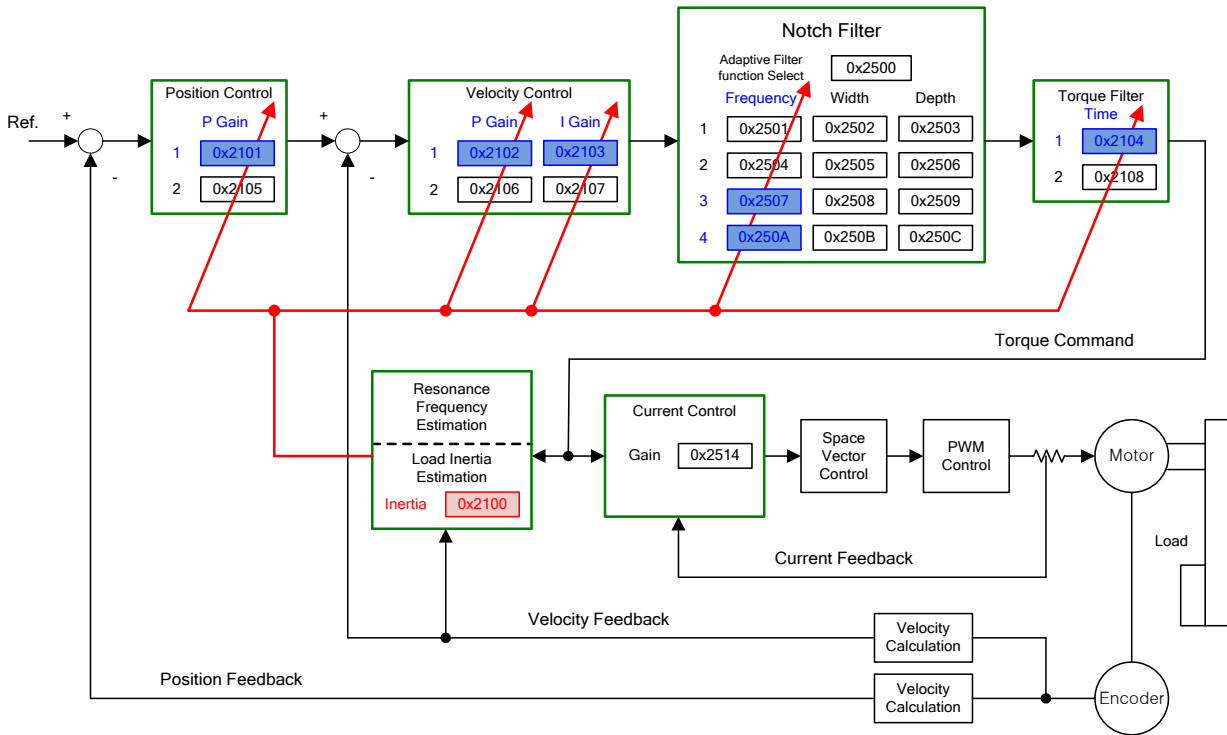 Notch Filter
Adaptive Filter
function Select
0x2500
Frequency Width Depth
1 0x2501 0x2502 0x2503
2 0x2504 0x2505 0x2506
3 0x2507 0x2508 0x2509
4 0x250A 0x250B 0x250C
Ref.
+
-
Position Control
P Gain
1 0x2101
2 0x2105
+
-
Velocity Control
P Gain I Gain
1 0x2102 0x2103
2 0x2106 0x2107
Torque Filter
Time
1 0x2104
2 0x2108
Torque Command
Resonance
Frequency
Estimation
Load Inertia
Estimation
Inertia 0x2100
Current Control
Gain 0x2514
Space
Vector
Control
PWM
Control
Motor
Load
Current Feedback
Velocity Feedback
Velocity
Calculation
Position Feedback
Velocity
Calculation
Encoder